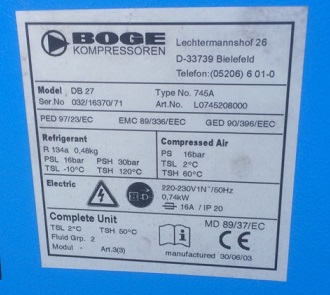 BOGE
KOMPRESSOREN
Lechtermannshof 26
D-33739 Bielefeld
Telefon:(05206) 6 01-0
Model DB 27 Type No. 745A
Ser.No 032/16370/71 Art.No. L0745208000
PED 97/23/EC EMC 89/336/EEC GED 90/396/EEC
Refrigerant
R 134a 0,48kg
PSL 16bar PSH 30bar
TSL -10°C TSH 120°C
Compressed Air
PS 16bar
TSL 2°C
TSH 60°C
Electric
220-230V1N~/50Hz
0,74kW
16A / IP 20
Complete Unit
TSL 2°C TSH 50°C
Fluid Grp. 2
Modul - Art.3(3)
MD 89/37/EC
CE
manufactured 30/06/03